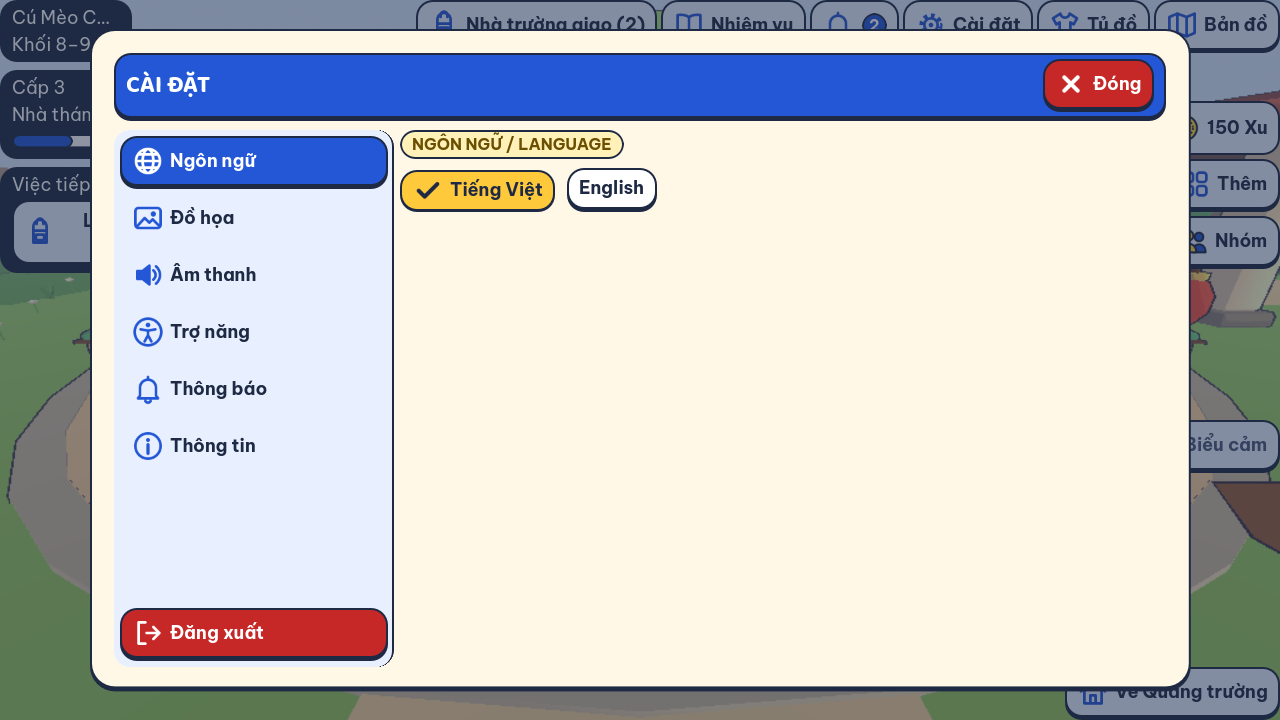 Cú Mèo C...
Khối 8–9
Cấp 3
Việc tiếp
Nhà trường giao (2)
Nhiệm vụ
2
Cài đặt
Tủ đồ
Bản đồ
CÀI ĐẶT
Đóng
Ngôn ngữ
Đồ họa
Âm thanh
Trợ năng
Thông báo
Thông tin
Đăng xuất
NGÔN NGỮ / LANGUAGE
Tiếng Việt
English
150 Xu
Thêm
Nhóm
Biểu cảm
Về Quảng trường